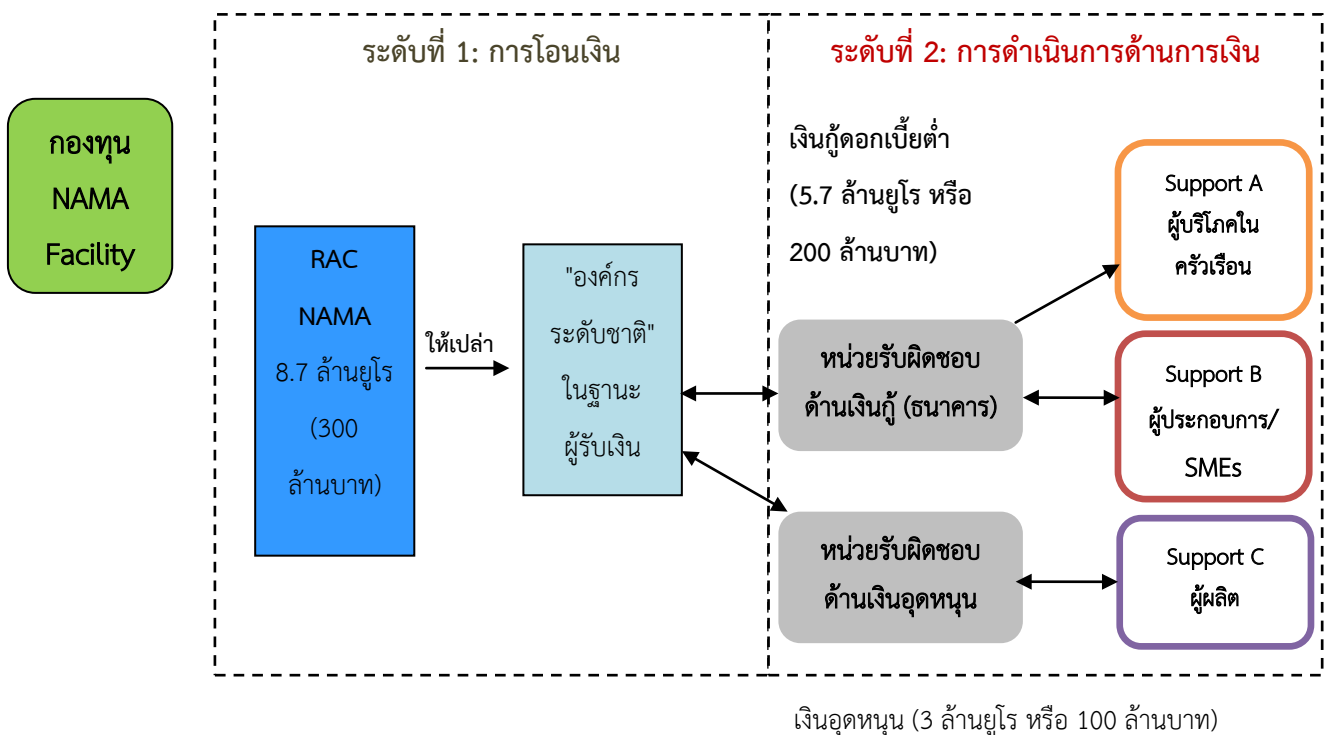 ระดับที่ 1: การโอนเงิน
ระดับที่ 2: การดำเนินการด้านการเงิน
กองทุน
NAMA
Facility
RAC
NAMA
8.7 ล้านยูโร
(300
ล้านบาท)
ให้เปล่า
"องค์กร
ระดับชาติ"
ในฐานะ
ผู้รับเงิน
เงินกู้ดอกเบี้ยต่ำ
(5.7 ล้านยูโร หรือ
200 ล้านบาท)
หน่วยรับผิดชอบ
ด้านเงินกู้ (ธนาคาร)
หน่วยรับผิดชอบ
ด้านเงินอุดหนุน
Support A
ผู้บริโภคใน
ครัวเรือน
Support B
ผู้ประกอบการ/
SMEs
Support C
ผู้ผลิต
เงินอุดหนุน (3 ล้านยูโร หรือ 100 ล้านบาท)